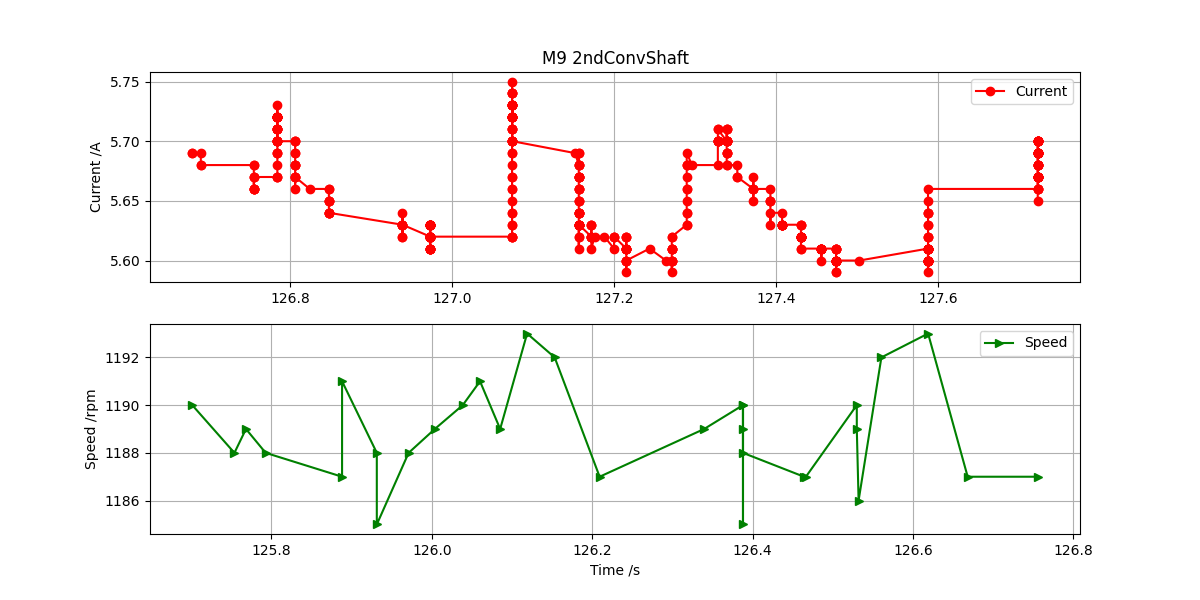 M9 2ndConvShaft
5.75
5.70
5.65
5.60
Current /A
Current
126.8 127.0 127.2 127.4 127.6
1192
1190
1188
1186
Speed /rpm
Speed
125.8 126.0 126.2 126.4 126.6 126.8
Time /s